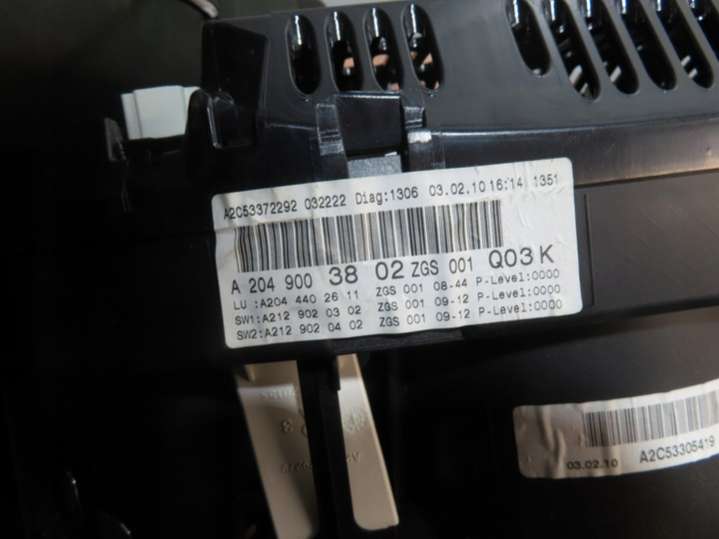 A2C53372292 032222 Diag:1306 03.02.10 16:14 1351
A 204 900 38 02 ZGS 001 Q03 K
LU :A204 440 26 11 ZGS 001 08-44 P-Level:0000
SW1:A212 902 03 02 ZGS 001 09-12 P-Level:0000
SW2:A212 902 04 02 ZGS 001 09-12 P-Level:0000
03.02.10 A2C53305419